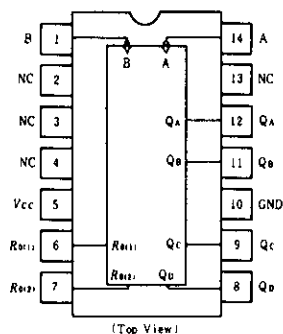 B 1 14 A
B A
NC 2 13 NC
NC 3 QA 12 QA
NC 4 QB 11 QB
Vcc 5 10 GND
R0(1) 6 R0(1) QC 9 QC
R0(2) 7 R0(2) QD 8 QD
(Top View)